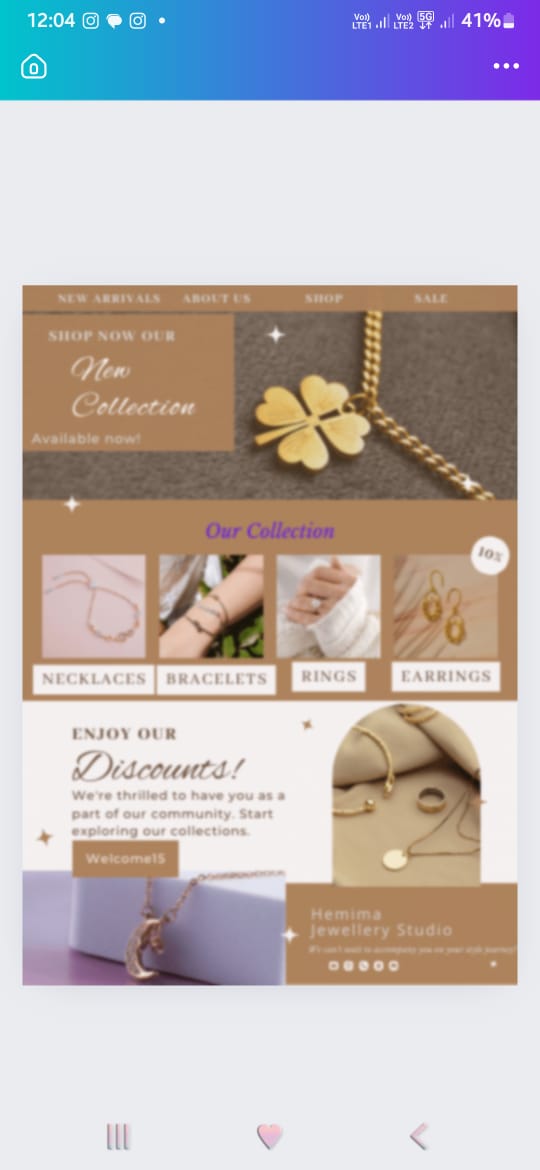 12:04
Vo) LTE1 Vo) LTE2 5G 41%
NEW ARRIVALS ABOUT US SHOP SALE
SHOP NOW OUR
New
Collection
Available now!
Our Collection
10%
NECKLACES BRACELETS RINGS EARRINGS
ENJOY OUR
Discounts!
We're thrilled to have you as a
part of our community. Start
exploring our collections.
Welcome15
Hemima
Jewellery Studio
We can't wait to accompany you on your style journey!